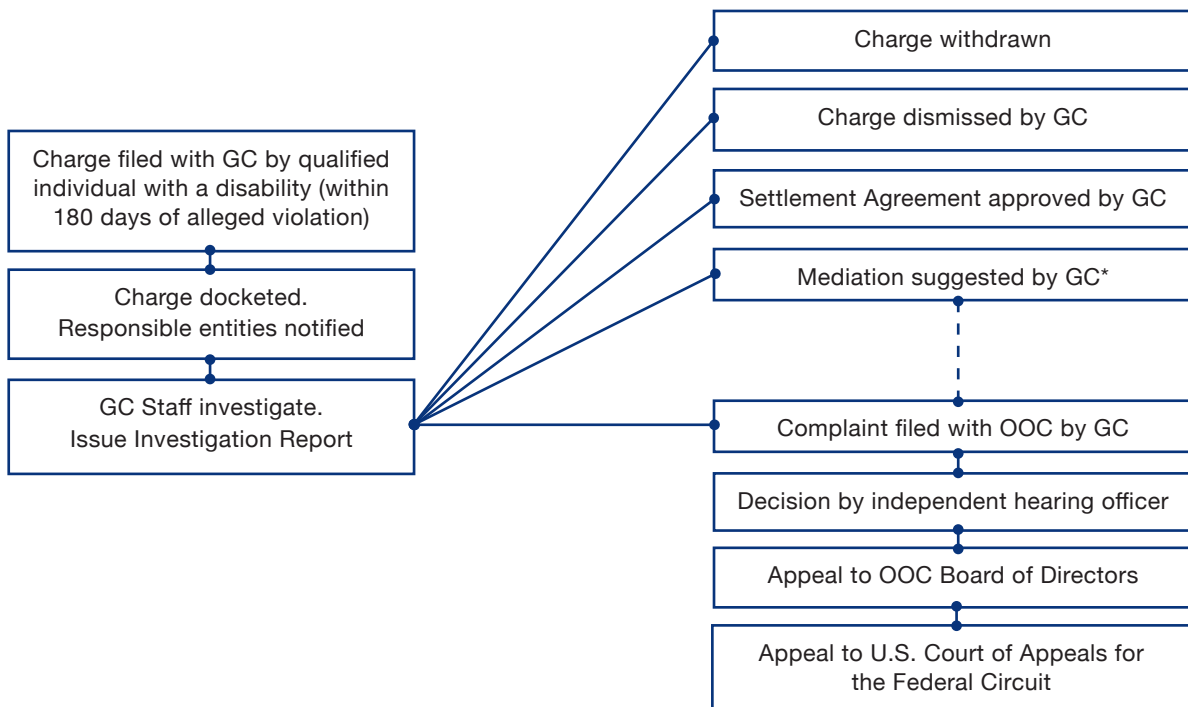 Charge filed with GC by qualified
individual with a disability (within
180 days of alleged violation)
Charge docketed.
Responsible entities notified
GC Staff investigate.
Issue Investigation Report
Charge withdrawn
Charge dismissed by GC
Settlement Agreement approved by GC
Mediation suggested by GC*
Complaint filed with OOC by GC
Decision by independent hearing officer
Appeal to OOC Board of Directors
Appeal to U.S. Court of Appeals for
the Federal Circuit